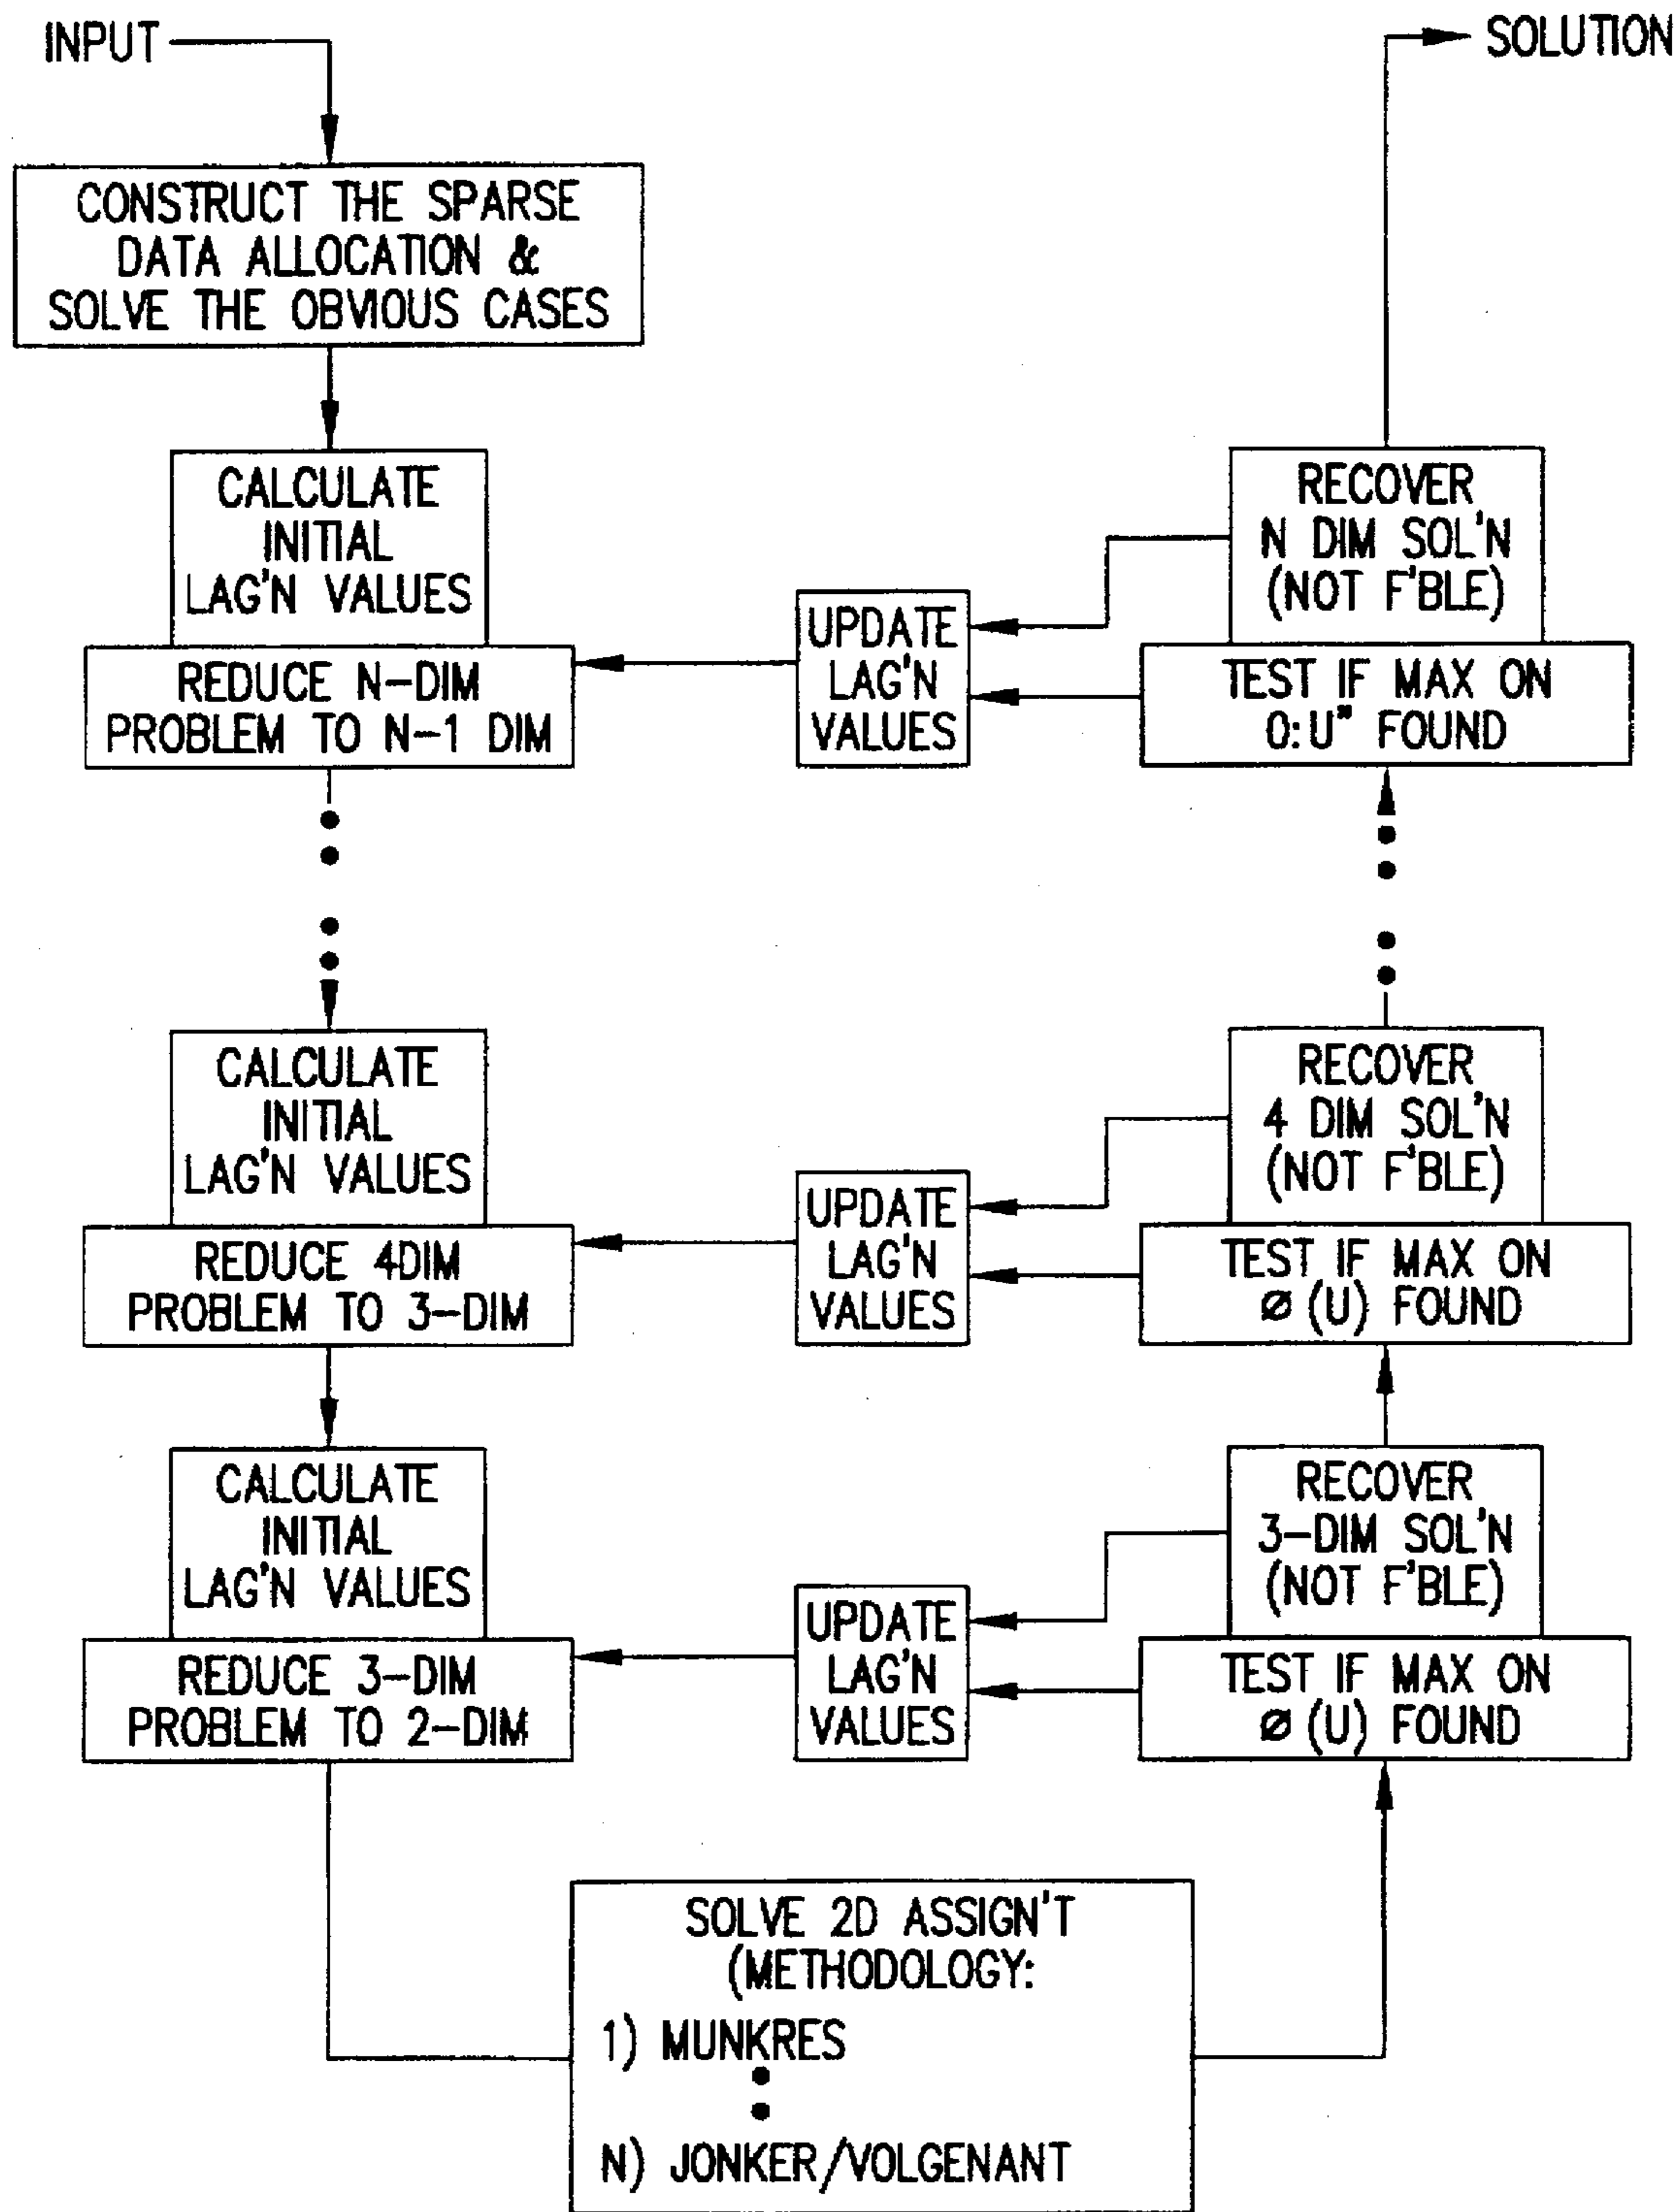 INPUT
SOLUTION
CONSTRUCT THE SPARSE
DATA ALLOCATION &
SOLVE THE OBVIOUS CASES
CALCULATE
INITIAL
LAG'N VALUES
REDUCE N-DIM
PROBLEM TO N-1 DIM
UPDATE
LAG'N
VALUES
RECOVER
N DIM SOL'N
(NOT F'BLE)
TEST IF MAX ON
0:U" FOUND
CALCULATE
INITIAL
LAG'N VALUES
REDUCE 4DIM
PROBLEM TO 3-DIM
UPDATE
LAG'N
VALUES
RECOVER
4 DIM SOL'N
(NOT F'BLE)
TEST IF MAX ON
Ø (U) FOUND
CALCULATE
INITIAL
LAG'N VALUES
REDUCE 3-DIM
PROBLEM TO 2-DIM
UPDATE
LAG'N
VALUES
RECOVER
3-DIM SOL'N
(NOT F'BLE)
TEST IF MAX ON
Ø (U) FOUND
SOLVE 2D ASSIGN'T
(METHODOLOGY:
1) MUNKRES
N) JONKER/VOLGENANT